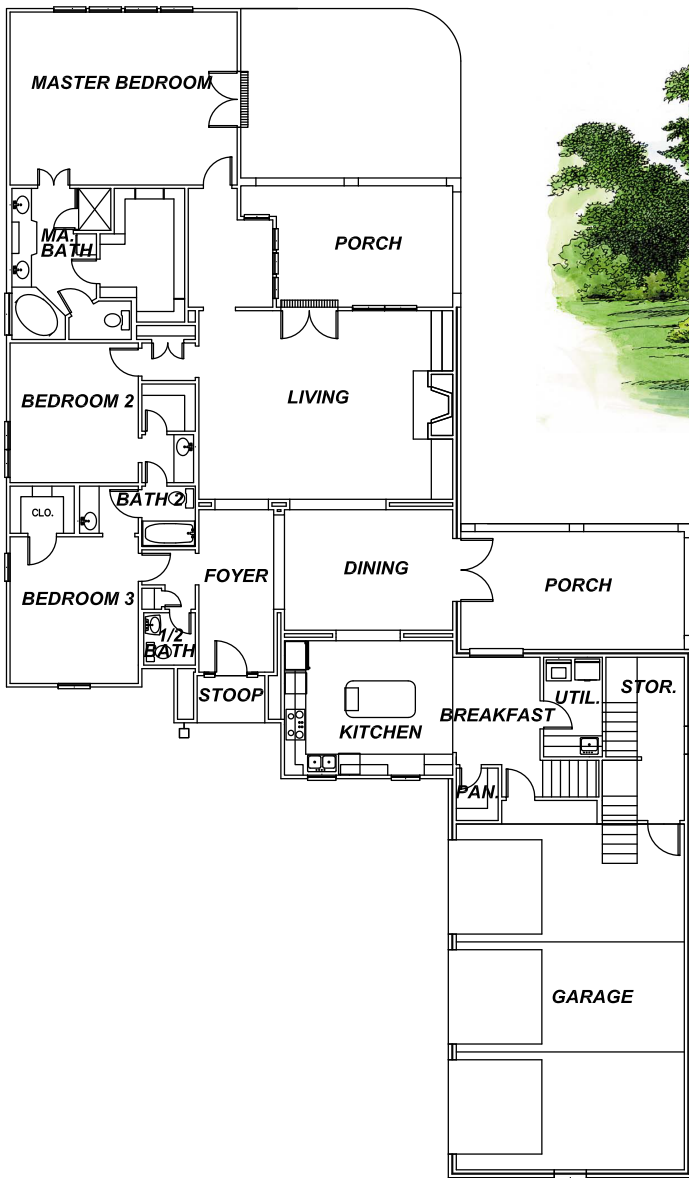 MASTER BEDROOM
MA.
BATH
PORCH
BEDROOM 2
LIVING
BATH 2
CLO.
FOYER
DINING
PORCH
BEDROOM 3
1/2
BATH
STOOP
KITCHEN
BREAKFAST
UTIL.
STOR.
PAN.
GARAGE